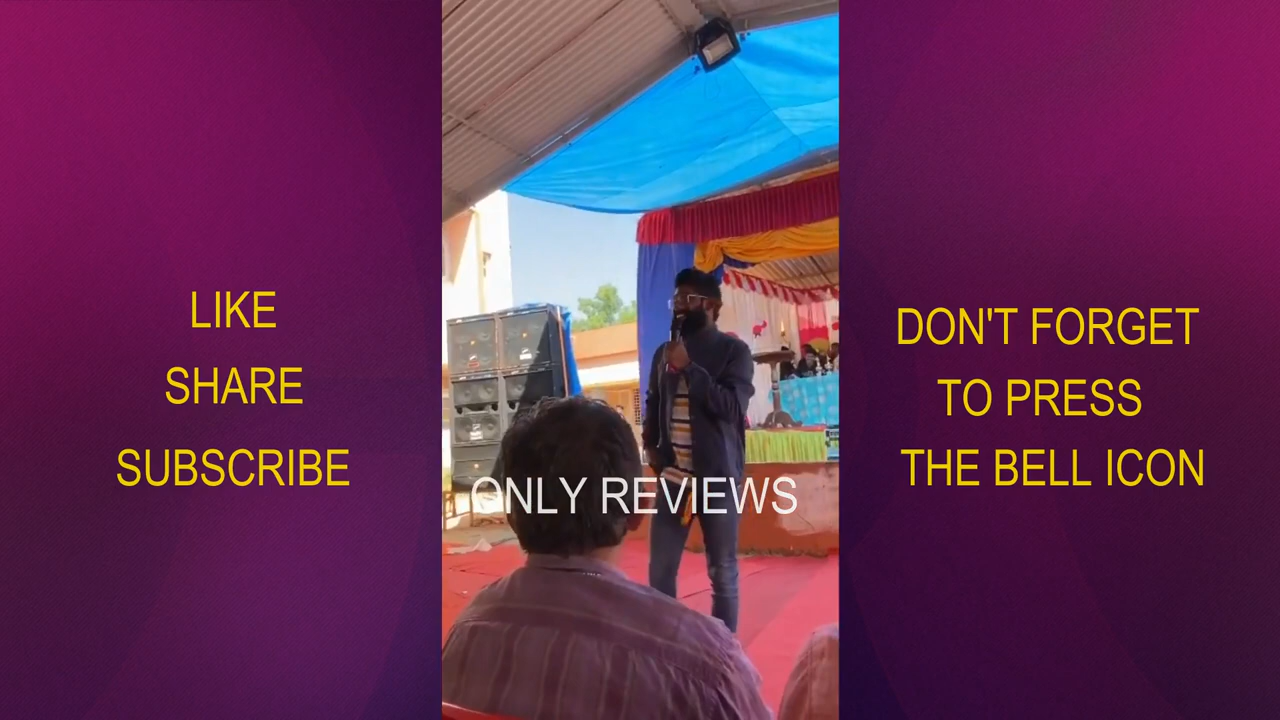 LIKE
SHARE
SUBSCRIBE
ONLY REVIEWS
DON'T FORGET
TO PRESS
THE BELL ICON